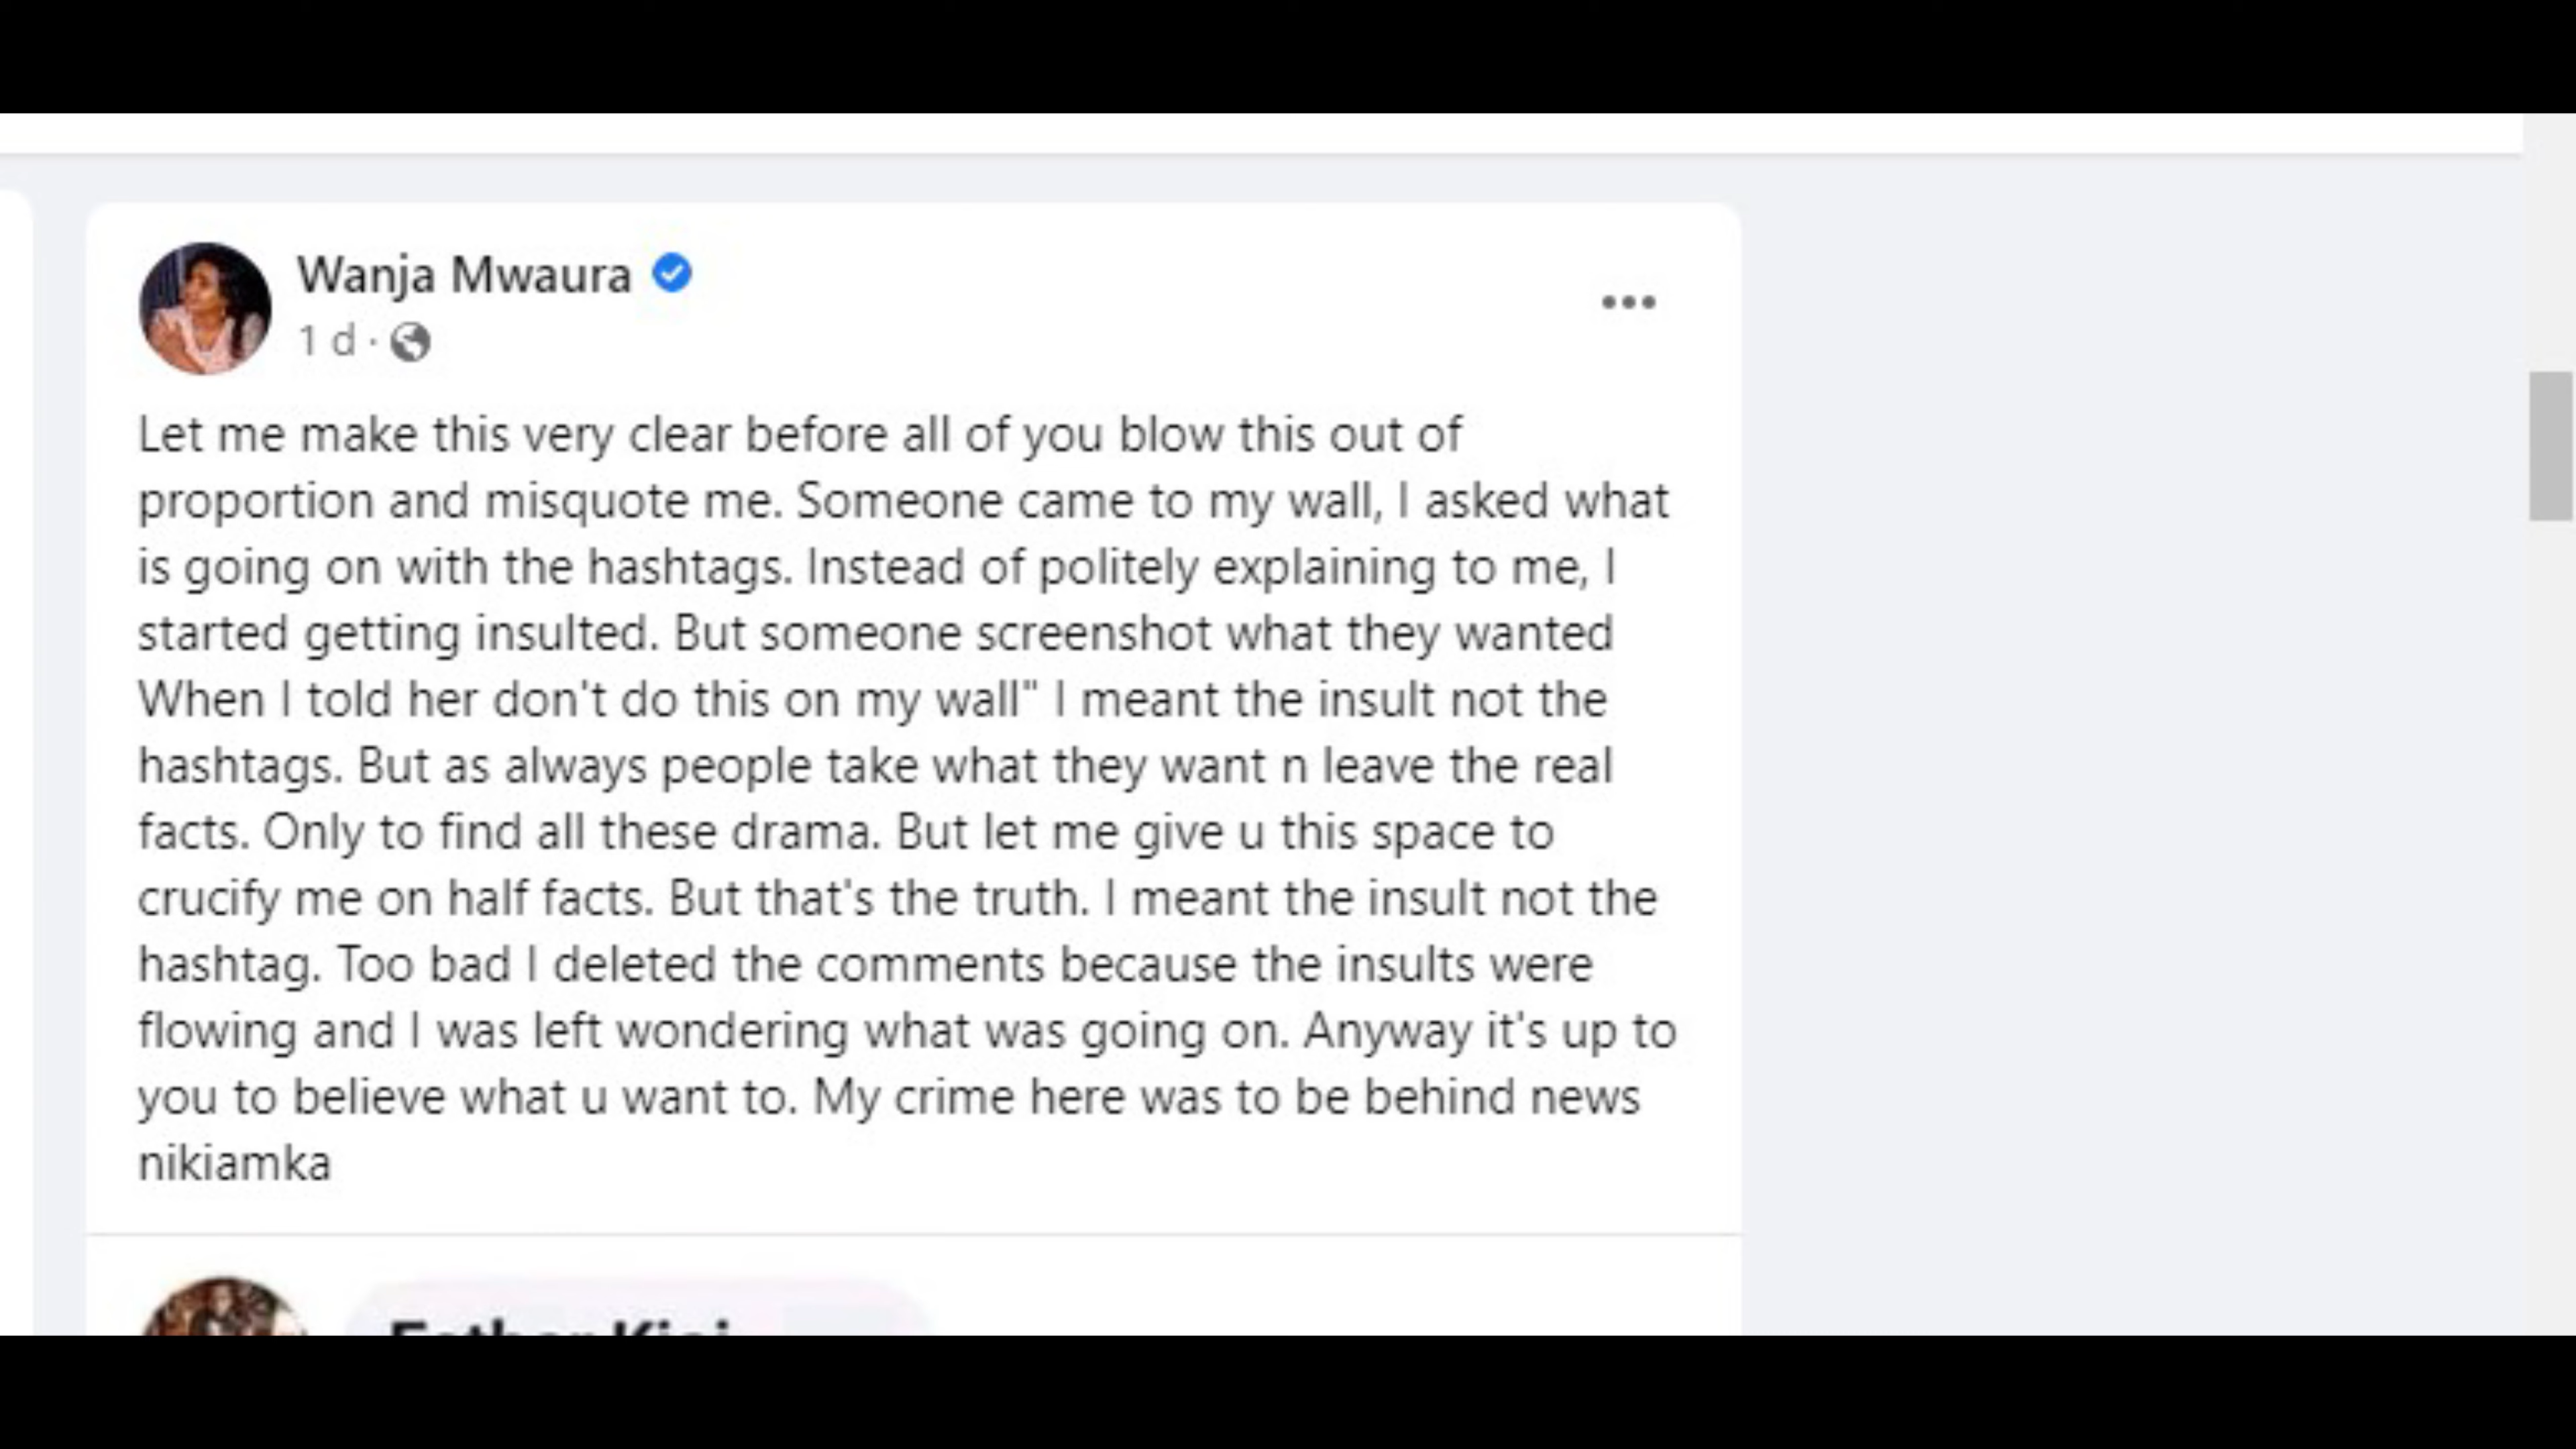 Wanja Mwaura
1 d ·
Let me make this very clear before all of you blow this out of
proportion and misquote me. Someone came to my wall, I asked what
is going on with the hashtags. Instead of politely explaining to me, I
started getting insulted. But someone screenshot what they wanted
When I told her don't do this on my wall" I meant the insult not the
hashtags. But as always people take what they want n leave the real
facts. Only to find all these drama. But let me give u this space to
crucify me on half facts. But that's the truth. I meant the insult not the
hashtag. Too bad I deleted the comments because the insults were
flowing and I was left wondering what was going on. Anyway it's up to
you to believe what u want to. My crime here was to be behind news
nikiamka